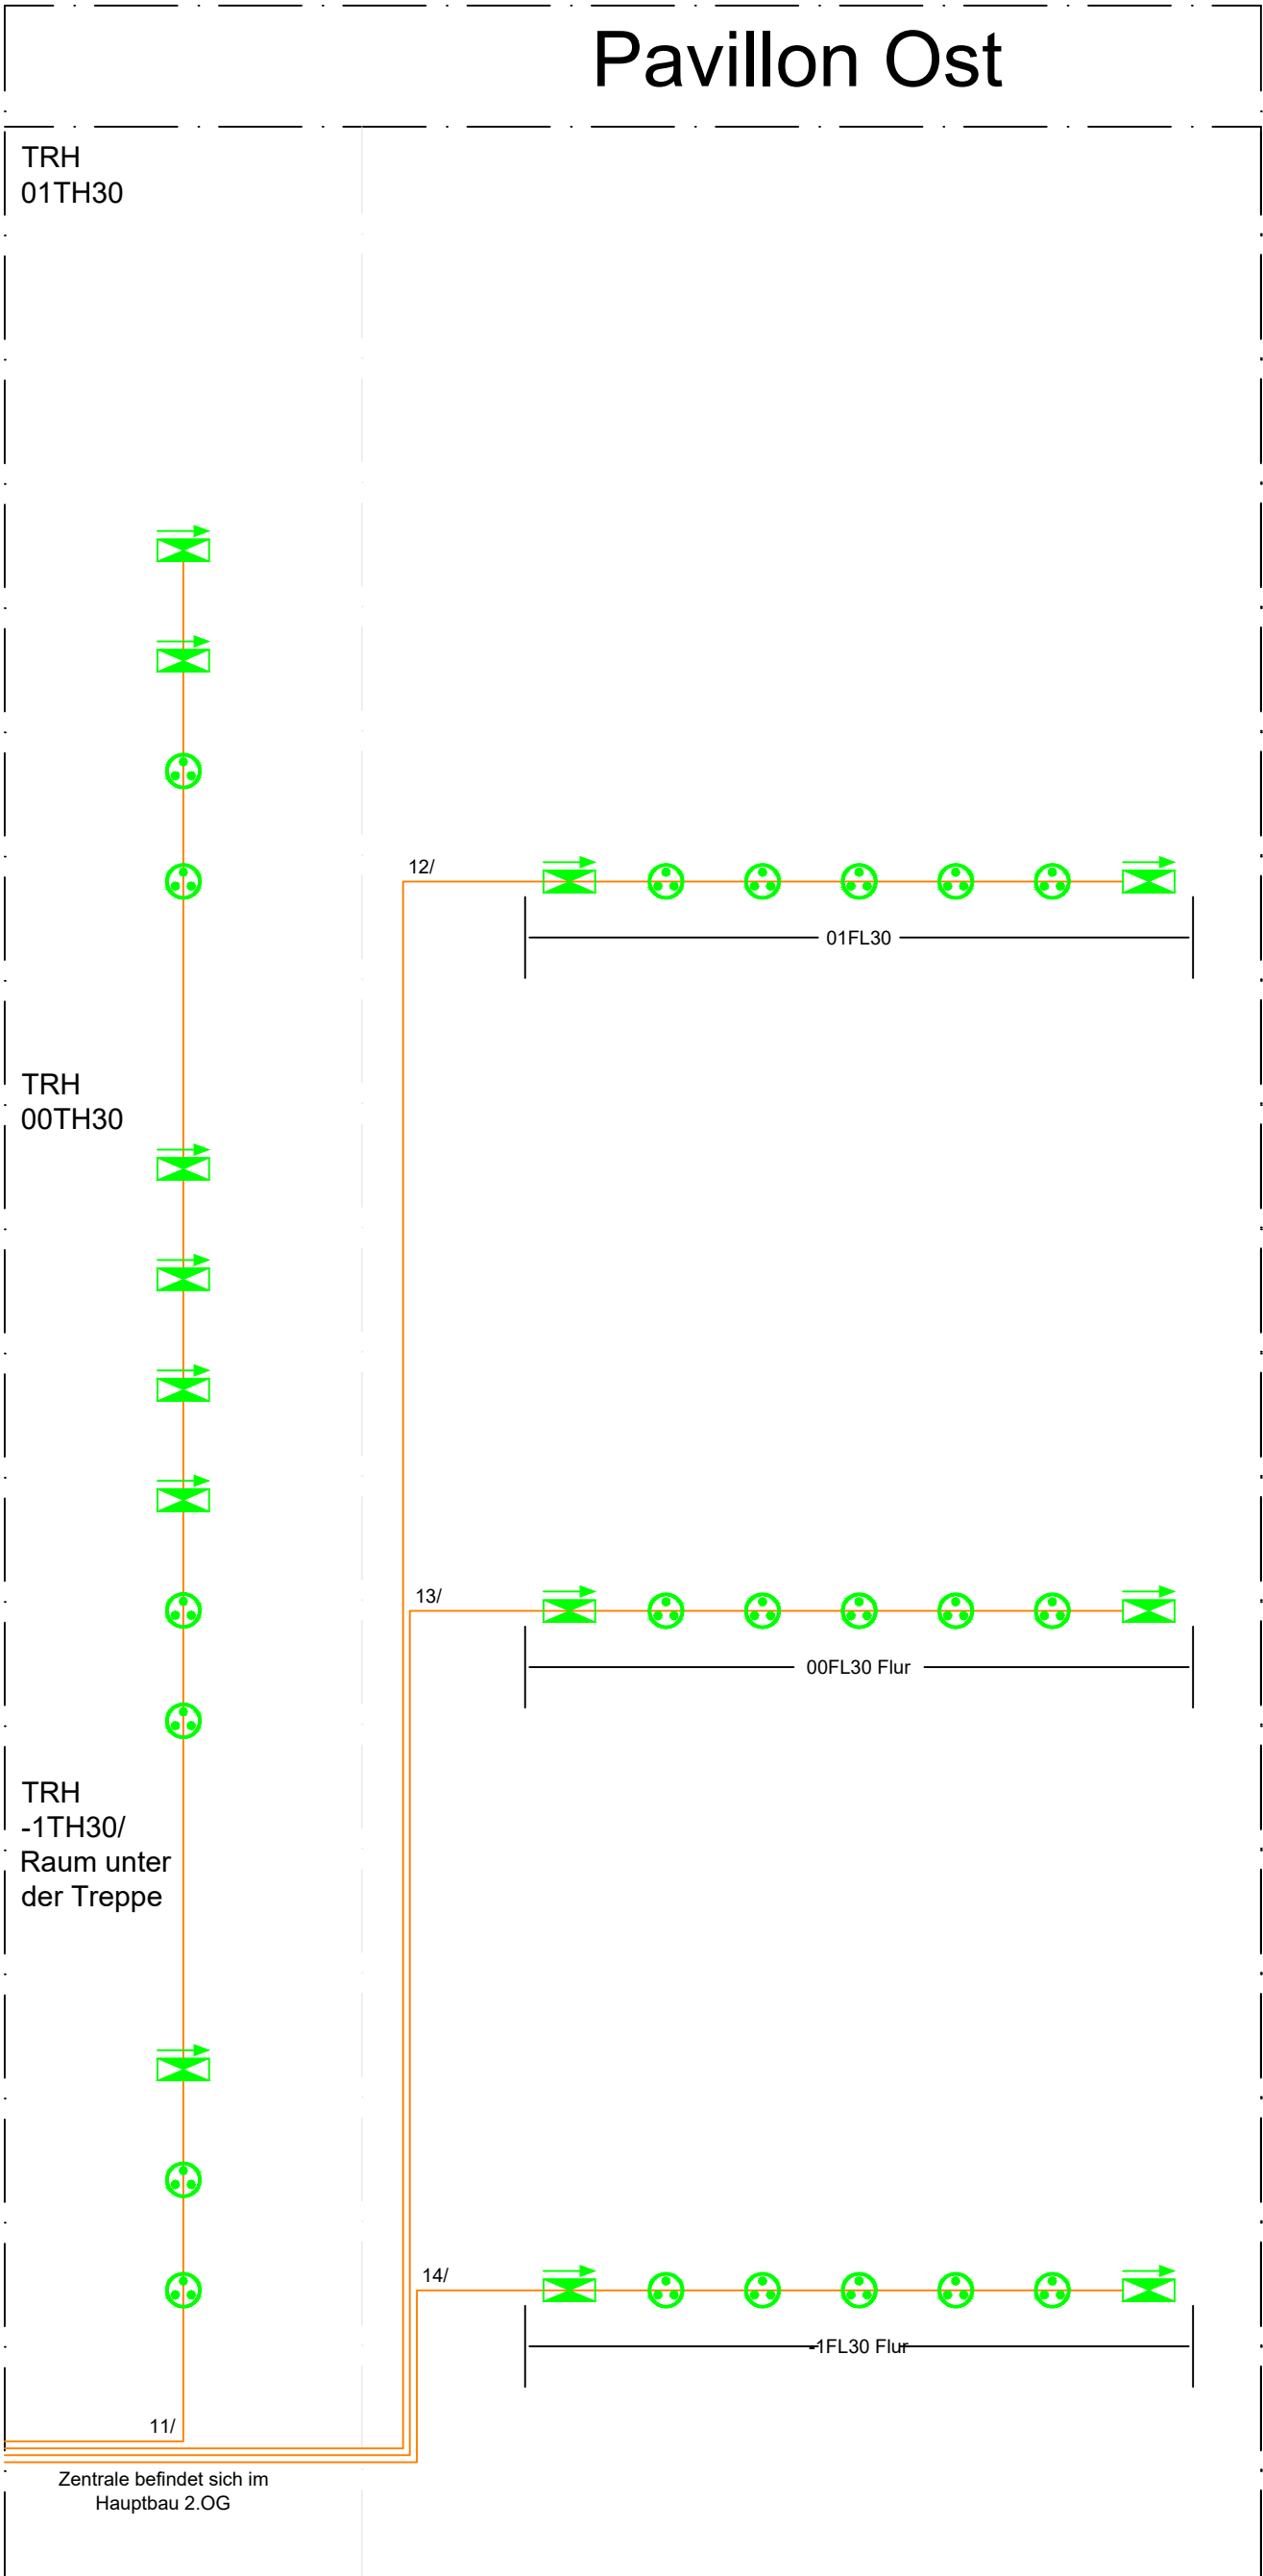 Pavillon Ost
TRH
01TH30
12/
01FL30
TRH
00TH30
13/
00FL30 Flur
TRH
-1TH30/
Raum unter
der Treppe
14/
-1FL30 Flur
11/
Zentrale befindet sich im
Hauptbau 2.OG